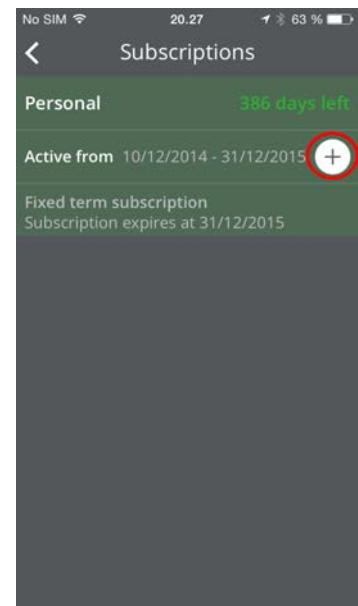 No SIM 20.27 63 %
Subscriptions
Personal 386 days left
Active from 10/12/2014 - 31/12/2015
Fixed term subscription
Subscription expires at 31/12/2015